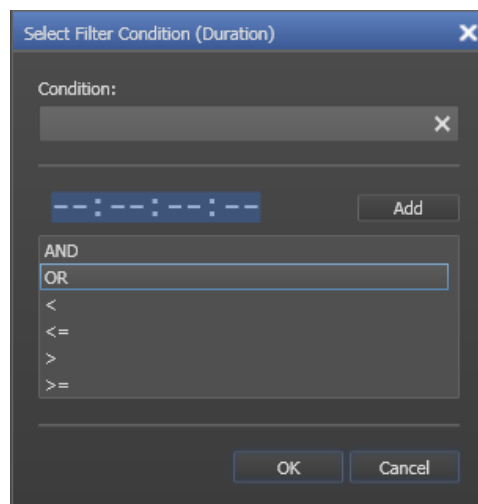 Select Filter Condition (Duration)
Condition:
--:--:--:--
Add
AND
OR
<
<=
>
>=
OK
Cancel